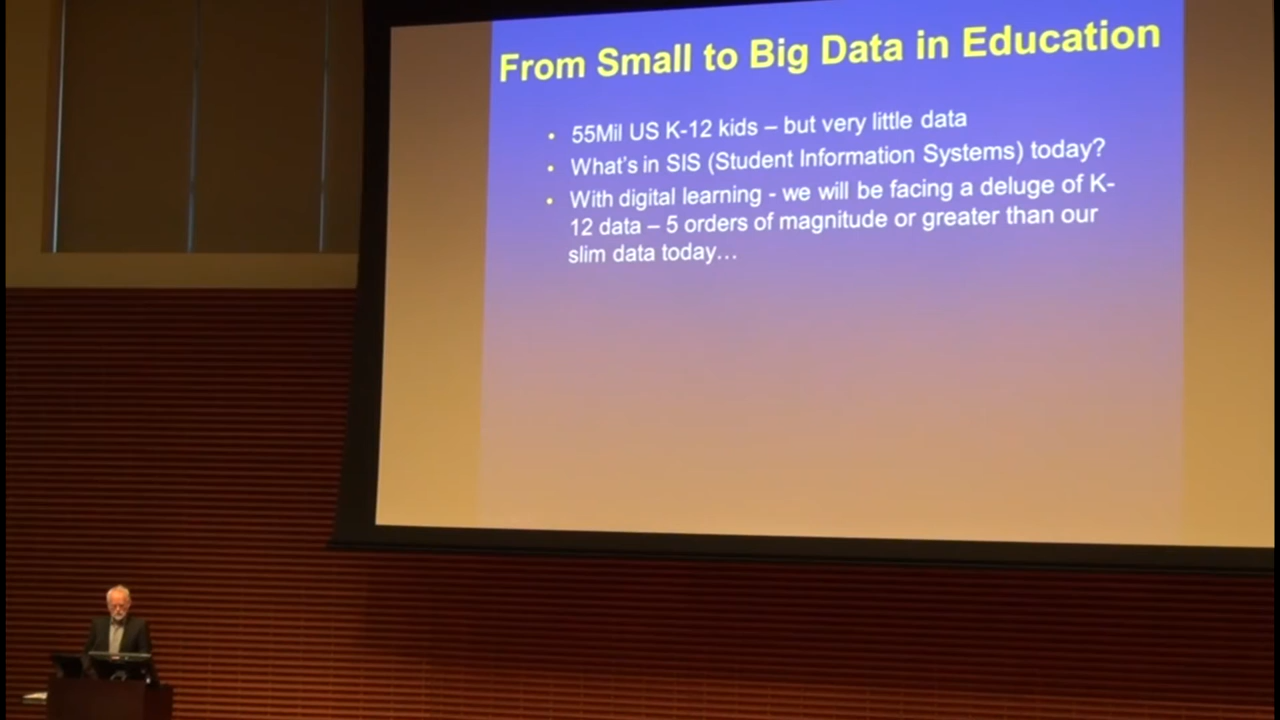 From Small to Big Data in Education
• 55Mil US K-12 kids – but very little data
• What's in SIS (Student Information Systems) today?
• With digital learning - we will be facing a deluge of K-
12 data – 5 orders of magnitude or greater than our
slim data today…